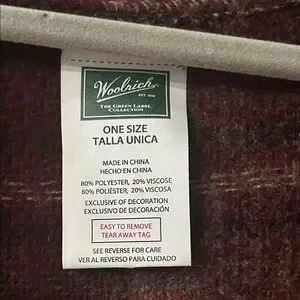 Woolrich
EST. 1830
THE GREEN LABEL
COLLECTION
ONE SIZE
TALLA UNICA
MADE IN CHINA
HECHO EN CHINA
80% POLYESTER, 20% VISCOSE
80% POLIÉSTER, 20% VISCOSA
EXCLUSIVE OF DECORATION
EXCLUSIVO DE DECORACIÓN
EASY TO REMOVE
TEAR AWAY TAG
SEE REVERSE FOR CARE
VER AL REVERSO PARA CUIDADO